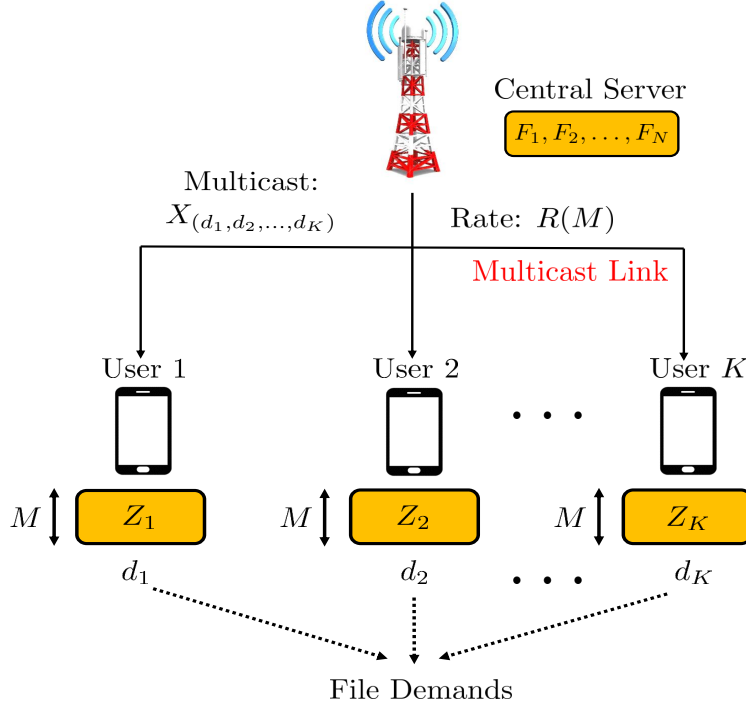 Central Server
F_1, F_2, . . . , F_N
Multicast:
X_{(d_1,d_2,...,d_K)}
Rate: R(M)
Multicast Link
User 1
User 2
User K
. . .
M
Z_1
M
Z_2
M
Z_K
d_1
d_2
. . .
d_K
File Demands